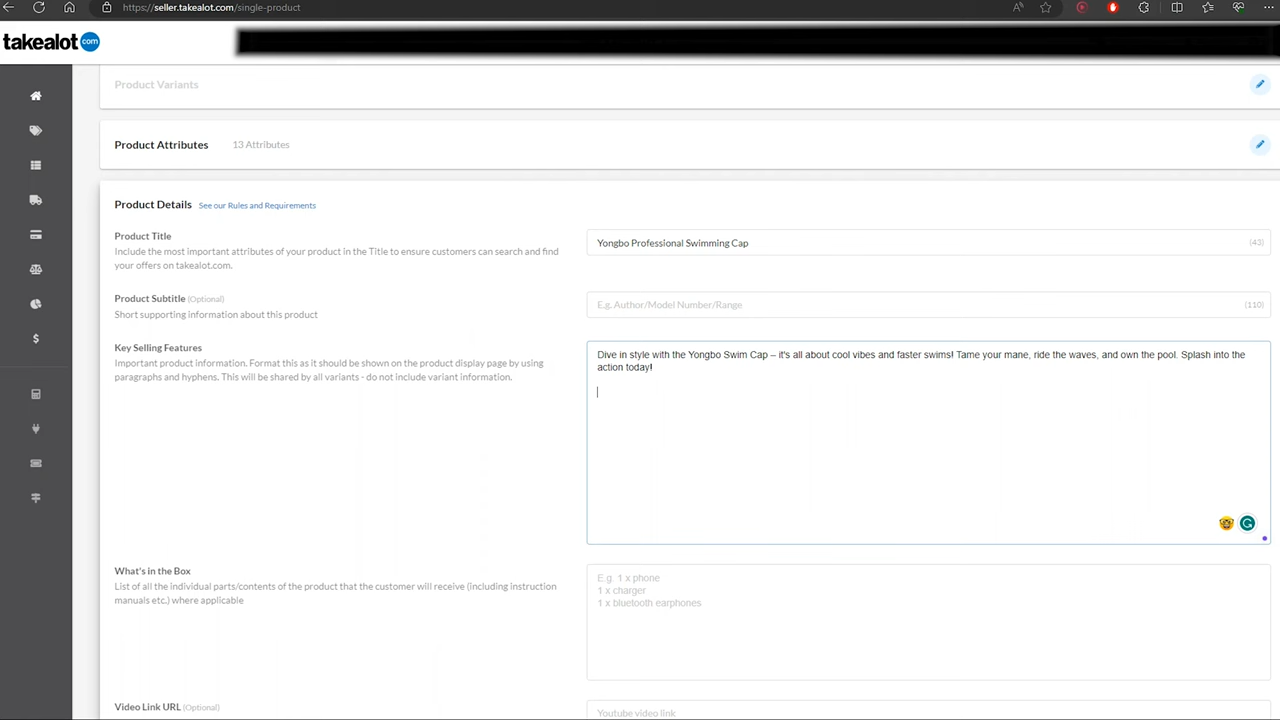 https://seller.takealot.com/single-product
takealot com
Product Variants
Product Attributes 13 Attributes
Product Details See our Rules and Requirements
Product Title
Include the most important attributes of your product in the Title to ensure customers can search and find
your offers on takealot.com.
Yongbo Professional Swimming Cap (43)
Product Subtitle (Optional)
Short supporting information about this product
E.g. Author/Model Number/Range (110)
Key Selling Features
Important product information. Format this as it should be shown on the product display page by using
paragraphs and hyphens. This will be shared by all variants - do not include variant information.
Dive in style with the Yongbo Swim Cap – it's all about cool vibes and faster swims! Tame your mane, ride the waves, and own the pool. Splash into the
action today!
What's in the Box
List of all the individual parts/contents of the product that the customer will receive (including instruction
manuals etc.) where applicable
E.g. 1 x phone
1 x charger
1 x bluetooth earphones
Video Link URL (Optional)
Youtube video link